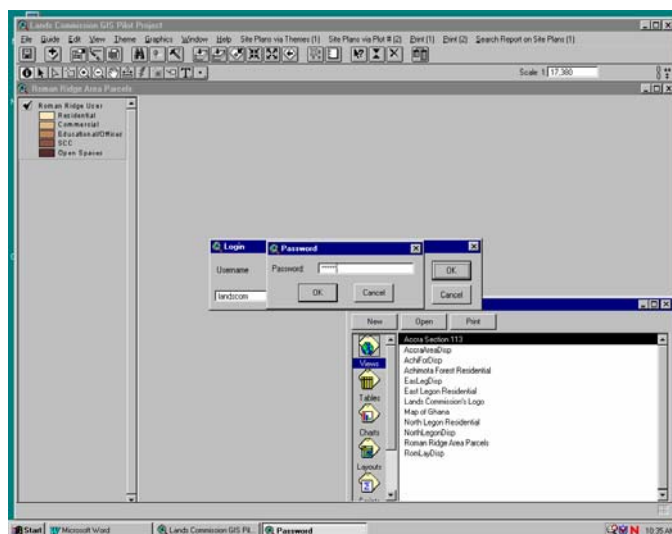 Lands Commission GIS Pilot Project
File Guide Edit View Theme Graphics Window Help Site Plans via Themes (1) Site Plans via Plot # (2) Print (1) Print (2) Search Report on Site Plans (1)
Scale 1: 17,380
Roman Ridge Area Parcels
Roman Ridge User
Residential
Commercial
Educational/Offices
SCC
Open Spaces
Login
Username
landscom
OK
Cancel
Password
Password:
OK
Cancel
New Open Print
Views
Tables
Charts
Layouts
Accra Section 113
AccraAreaDisp
AchiForDisp
Achimota Forest Residential
EasLegDisp
East Legon Residential
Lands Commission's Logo
Map of Ghana
North Legon Residential
NorthLegonDisp
Roman Ridge Area Parcels
RomLayDisp
Start Microsoft Word Lands Commission GIS Pil... Password 10:35 AM